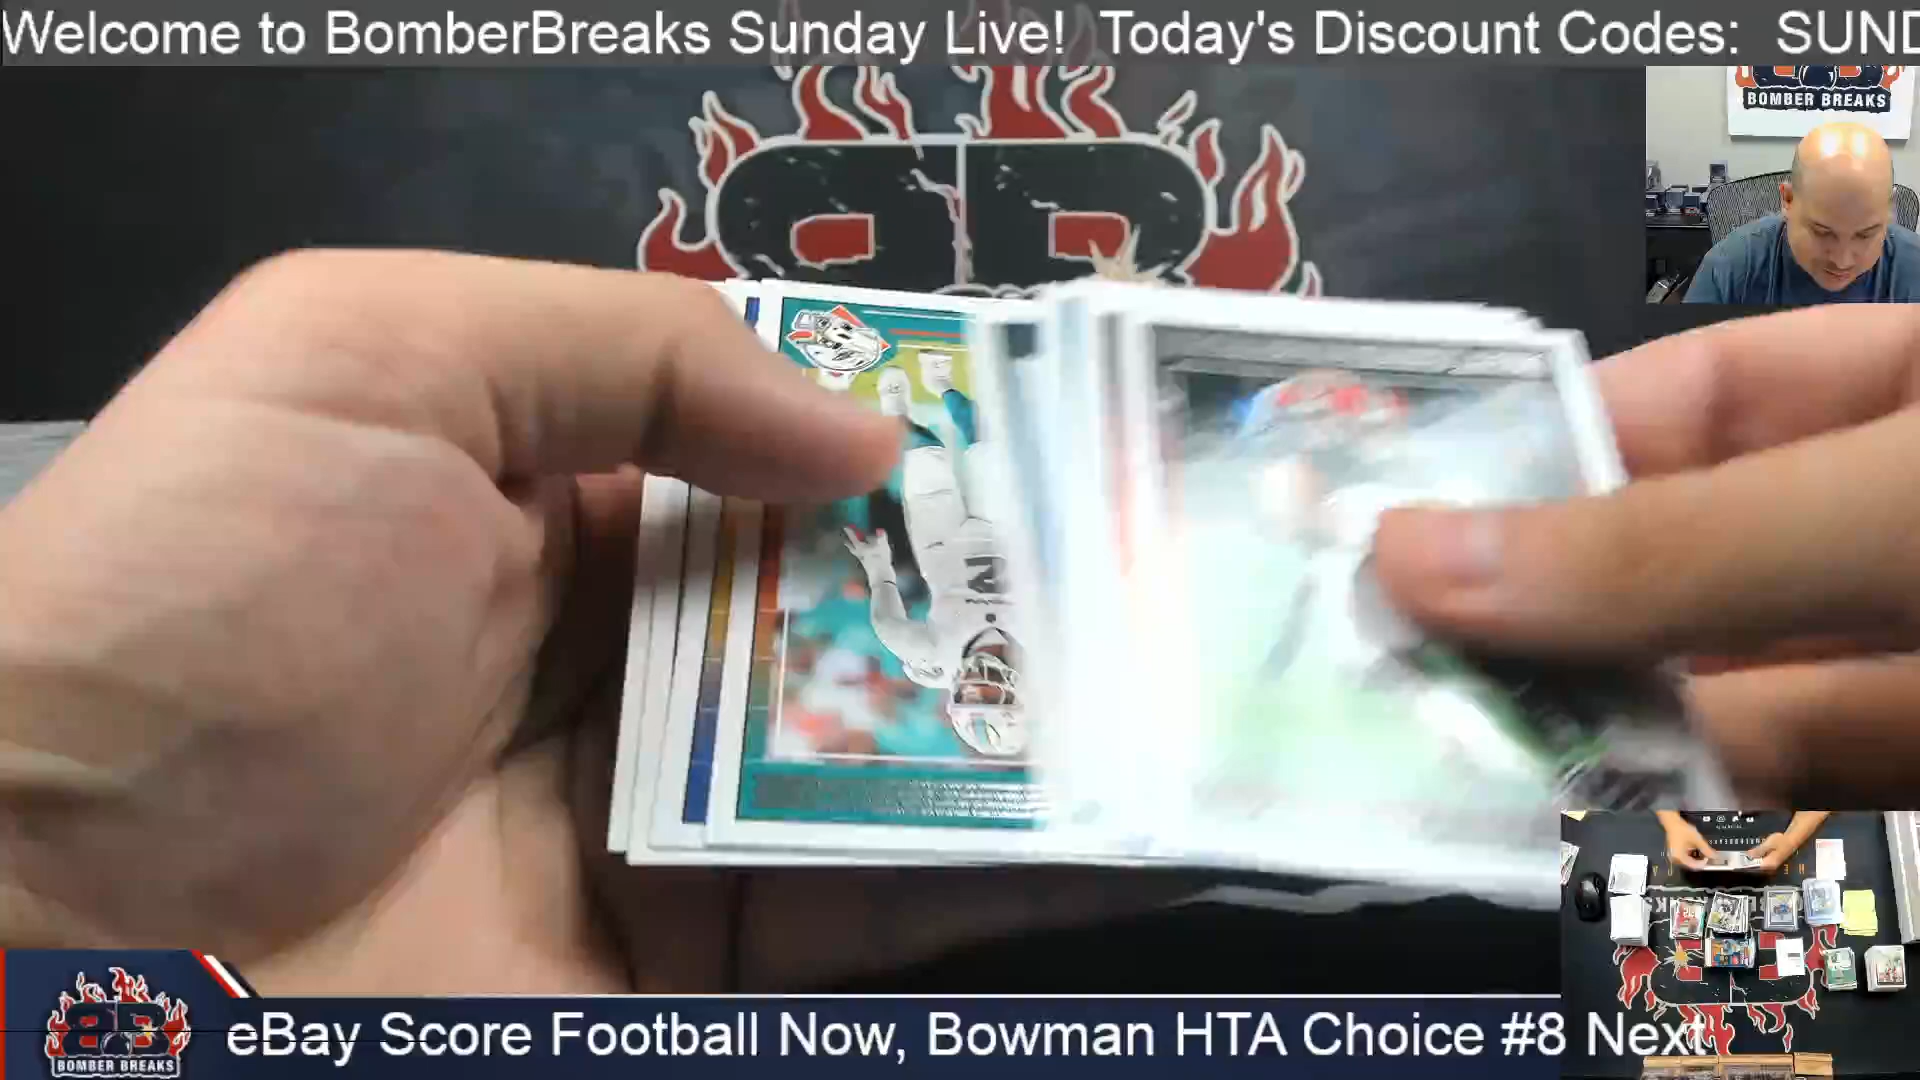 Welcome to BomberBreaks Sunday Live! Today's Discount Codes: SUND
BOMBER BREAKS
2
eBay Score Football Now, Bowman HTA Choice #8 Next
BOMBER BREAKS